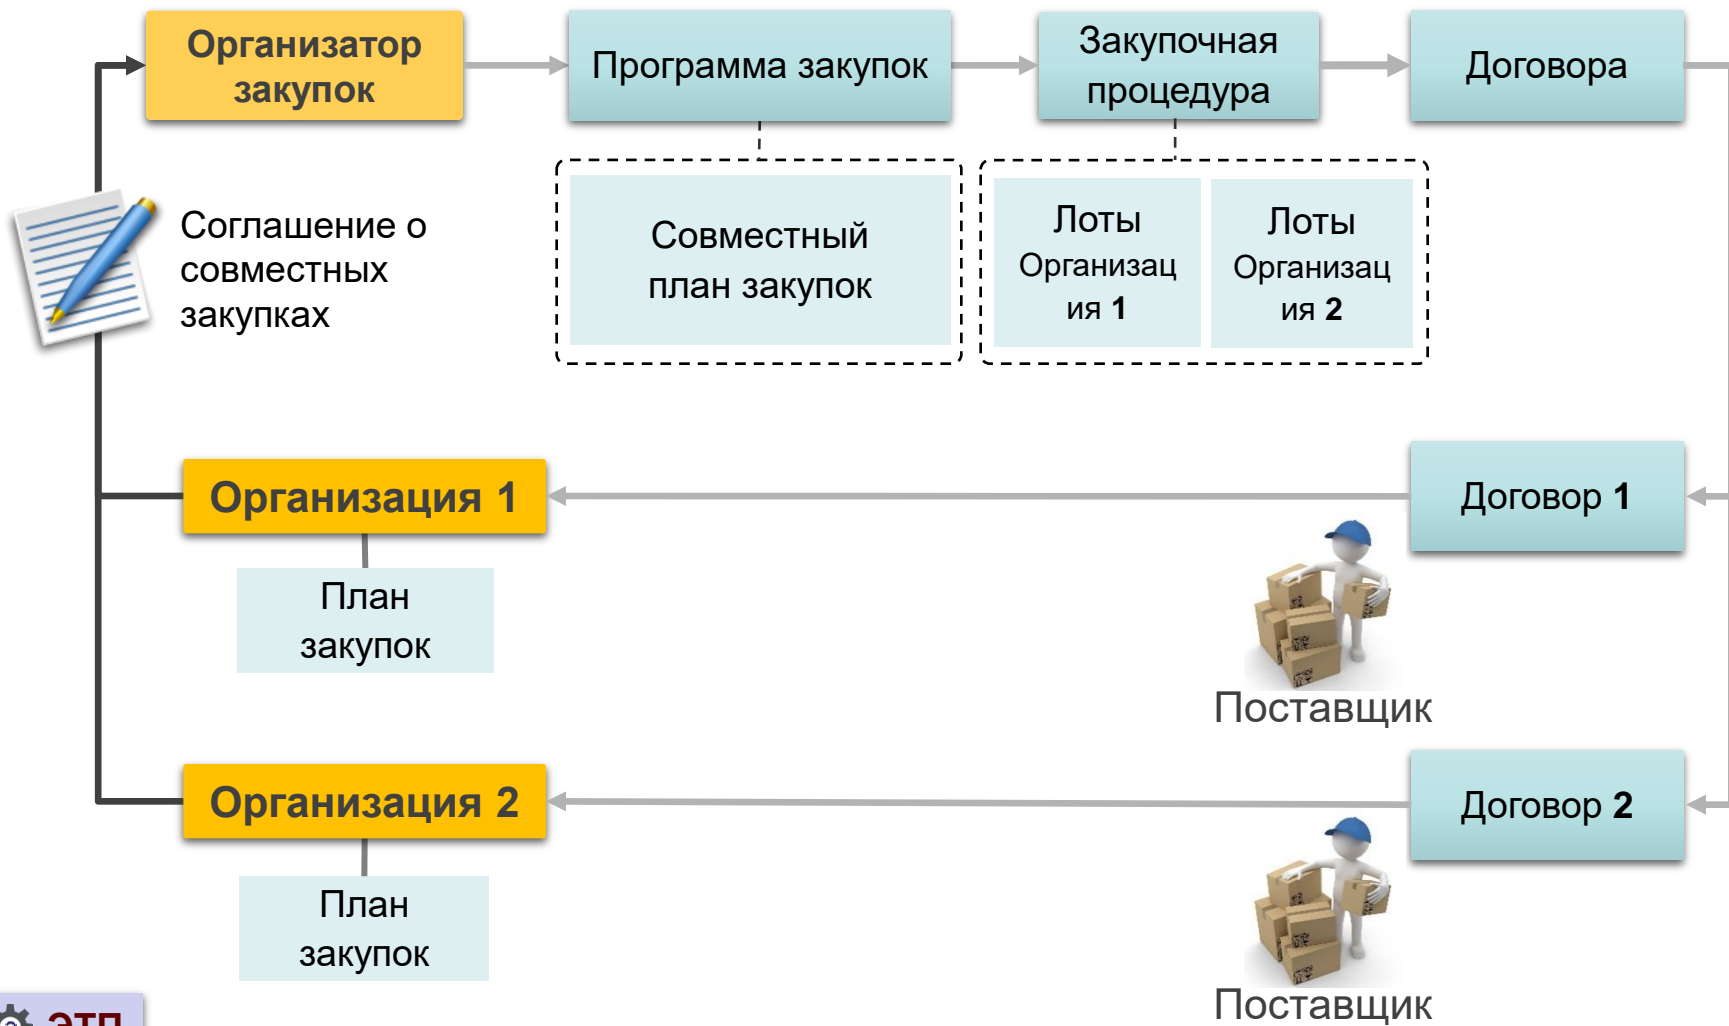 Организатор
закупок
Программа закупок
Закупочная
процедура
Договора
Соглашение о
совместных
закупках
Совместный
план закупок
Лоты
Организац
ия 1
Лоты
Организац
ия 2
Организация 1
Договор 1
План
закупок
Поставщик
Организация 2
Договор 2
План
закупок
Поставщик
ЭТП